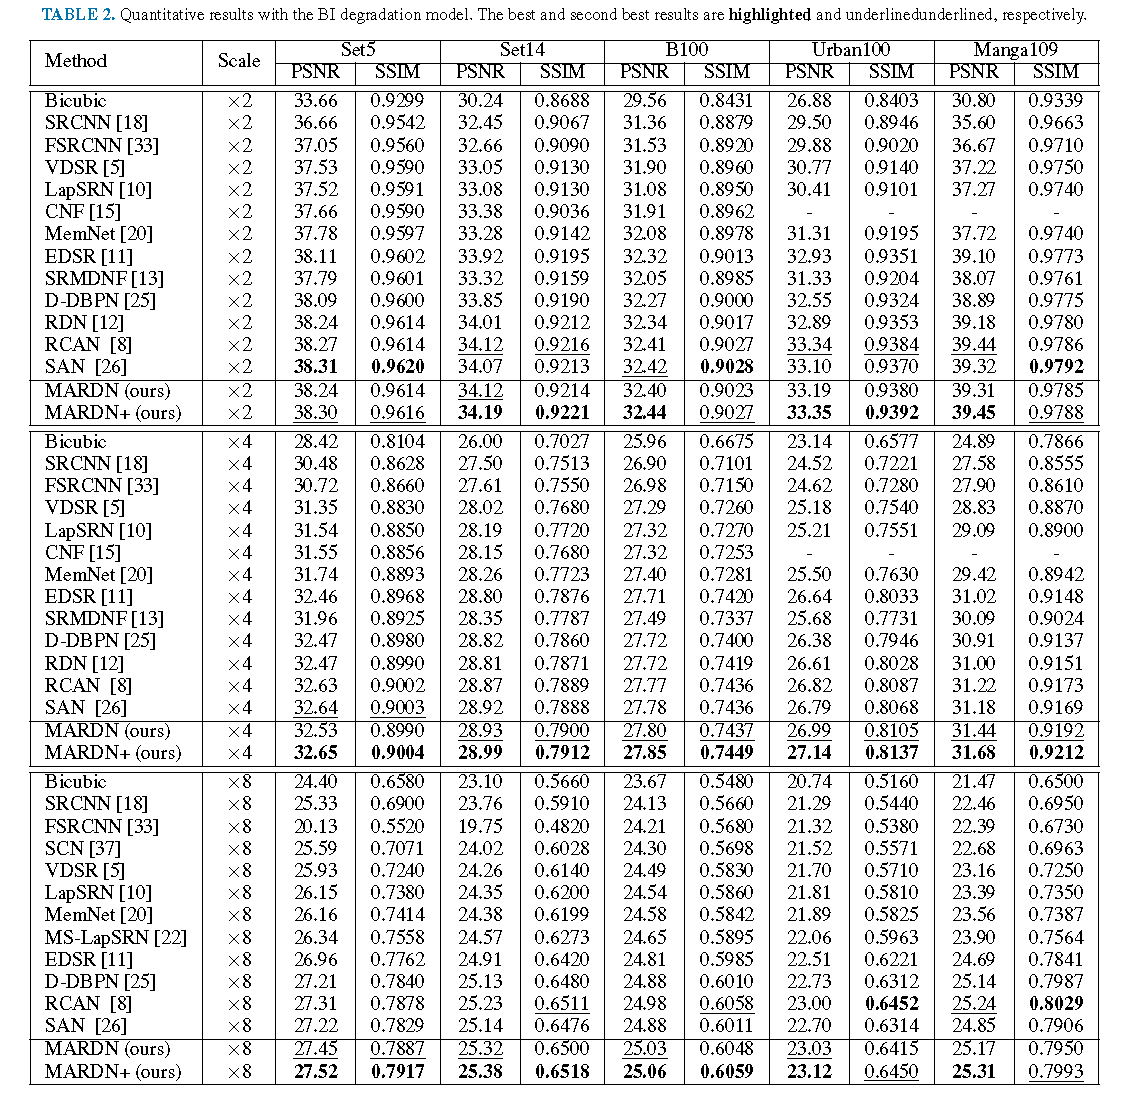 TABLE 2. Quantitative results with the BI degradation model. The best and second best results are highlighted and underlinedunderlined, respectively.
Method Scale Set5 Set14 B100 Urban100 Manga109
PSNR SSIM PSNR SSIM PSNR SSIM PSNR SSIM PSNR SSIM
Bicubic ×2 33.66 0.9299 30.24 0.8688 29.56 0.8431 26.88 0.8403 30.80 0.9339
SRCNN [18] ×2 36.66 0.9542 32.45 0.9067 31.36 0.8879 29.50 0.8946 35.60 0.9663
FSRCNN [33] ×2 37.05 0.9560 32.66 0.9090 31.53 0.8920 29.88 0.9020 36.67 0.9710
VDSR [5] ×2 37.53 0.9590 33.05 0.9130 31.90 0.8960 30.77 0.9140 37.22 0.9750
LapSRN [10] ×2 37.52 0.9591 33.08 0.9130 31.08 0.8950 30.41 0.9101 37.27 0.9740
CNF [15] ×2 37.66 0.9590 33.38 0.9036 31.91 0.8962 - - - -
MemNet [20] ×2 37.78 0.9597 33.28 0.9142 32.08 0.8978 31.31 0.9195 37.72 0.9740
EDSR [11] ×2 38.11 0.9602 33.92 0.9195 32.32 0.9013 32.93 0.9351 39.10 0.9773
SRMDNF [13] ×2 37.79 0.9601 33.32 0.9159 32.05 0.8985 31.33 0.9204 38.07 0.9761
D-DBPN [25] ×2 38.09 0.9600 33.85 0.9190 32.27 0.9000 32.55 0.9324 38.89 0.9775
RDN [12] ×2 38.24 0.9614 34.01 0.9212 32.34 0.9017 32.89 0.9353 39.18 0.9780
RCAN [8] ×2 38.27 0.9614 34.12 0.9216 32.41 0.9027 33.34 0.9384 39.44 0.9786
SAN [26] ×2 38.31 0.9620 34.07 0.9213 32.42 0.9028 33.10 0.9370 39.32 0.9792
MARDN (ours) ×2 38.24 0.9614 34.12 0.9214 32.40 0.9023 33.19 0.9380 39.31 0.9785
MARDN+ (ours) ×2 38.30 0.9616 34.19 0.9221 32.44 0.9027 33.35 0.9392 39.45 0.9788
Bicubic ×4 28.42 0.8104 26.00 0.7027 25.96 0.6675 23.14 0.6577 24.89 0.7866
SRCNN [18] ×4 30.48 0.8628 27.50 0.7513 26.90 0.7101 24.52 0.7221 27.58 0.8555
FSRCNN [33] ×4 30.72 0.8660 27.61 0.7550 26.98 0.7150 24.62 0.7280 27.90 0.8610
VDSR [5] ×4 31.35 0.8830 28.02 0.7680 27.29 0.7260 25.18 0.7540 28.83 0.8870
LapSRN [10] ×4 31.54 0.8850 28.19 0.7720 27.32 0.7270 25.21 0.7551 29.09 0.8900
CNF [15] ×4 31.55 0.8856 28.15 0.7680 27.32 0.7253 - - - -
MemNet [20] ×4 31.74 0.8893 28.26 0.7723 27.40 0.7281 25.50 0.7630 29.42 0.8942
EDSR [11] ×4 32.46 0.8968 28.80 0.7876 27.71 0.7420 26.64 0.8033 31.02 0.9148
SRMDNF [13] ×4 31.96 0.8925 28.35 0.7787 27.49 0.7337 25.68 0.7731 30.09 0.9024
D-DBPN [25] ×4 32.47 0.8980 28.82 0.7860 27.72 0.7400 26.38 0.7946 30.91 0.9137
RDN [12] ×4 32.47 0.8990 28.81 0.7871 27.72 0.7419 26.61 0.8028 31.00 0.9151
RCAN [8] ×4 32.63 0.9002 28.87 0.7889 27.77 0.7436 26.82 0.8087 31.22 0.9173
SAN [26] ×4 32.64 0.9003 28.92 0.7888 27.78 0.7436 26.79 0.8068 31.18 0.9169
MARDN (ours) ×4 32.53 0.8990 28.93 0.7900 27.80 0.7437 26.99 0.8105 31.44 0.9192
MARDN+ (ours) ×4 32.65 0.9004 28.99 0.7912 27.85 0.7449 27.14 0.8137 31.68 0.9212
Bicubic ×8 24.40 0.6580 23.10 0.5660 23.67 0.5480 20.74 0.5160 21.47 0.6500
SRCNN [18] ×8 25.33 0.6900 23.76 0.5910 24.13 0.5660 21.29 0.5440 22.46 0.6950
FSRCNN [33] ×8 20.13 0.5520 19.75 0.4820 24.21 0.5680 21.32 0.5380 22.39 0.6730
SCN [37] ×8 25.59 0.7071 24.02 0.6028 24.30 0.5698 21.52 0.5571 22.68 0.6963
VDSR [5] ×8 25.93 0.7240 24.26 0.6140 24.49 0.5830 21.70 0.5710 23.16 0.7250
LapSRN [10] ×8 26.15 0.7380 24.35 0.6200 24.54 0.5860 21.81 0.5810 23.39 0.7350
MemNet [20] ×8 26.16 0.7414 24.38 0.6199 24.58 0.5842 21.89 0.5825 23.56 0.7387
MS-LapSRN [22] ×8 26.34 0.7558 24.57 0.6273 24.65 0.5895 22.06 0.5963 23.90 0.7564
EDSR [11] ×8 26.96 0.7762 24.91 0.6420 24.81 0.5985 22.51 0.6221 24.69 0.7841
D-DBPN [25] ×8 27.21 0.7840 25.13 0.6480 24.88 0.6010 22.73 0.6312 25.14 0.7987
RCAN [8] ×8 27.31 0.7878 25.23 0.6511 24.98 0.6058 23.00 0.6452 25.24 0.8029
SAN [26] ×8 27.22 0.7829 25.14 0.6476 24.88 0.6011 22.70 0.6314 24.85 0.7906
MARDN (ours) ×8 27.45 0.7887 25.32 0.6500 25.03 0.6048 23.03 0.6415 25.17 0.7950
MARDN+ (ours) ×8 27.52 0.7917 25.38 0.6518 25.06 0.6059 23.12 0.6450 25.31 0.7993